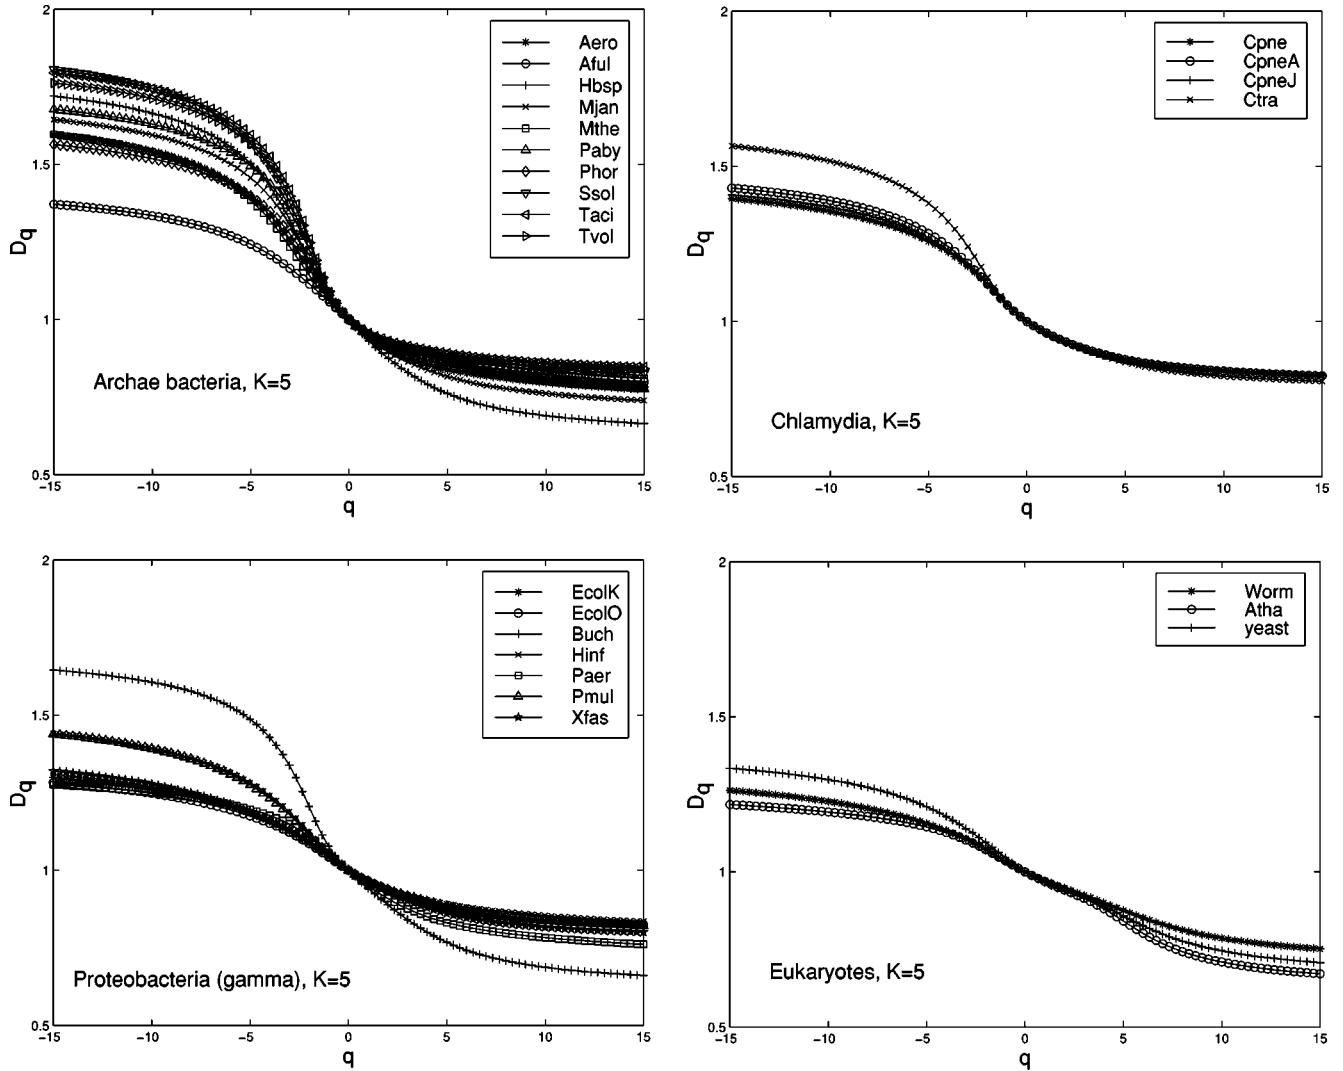 2
1.5
1
0.5
Dq
−15
−10
−5
0
5
10
15
q
Aero
Aful
Hbsp
Mjan
Mthe
Paby
Phor
Ssol
Taci
Tvol
Archae bacteria, K=5
2
1.5
1
0.5
Dq
−15
−10
−5
0
5
10
15
q
Cpne
CpneA
CpneJ
Ctra
Chlamydia, K=5
2
1.5
1
0.5
Dq
−15
−10
−5
0
5
10
15
q
EcolK
EcolO
Buch
Hinf
Paer
Pmul
Xfas
Proteobacteria (gamma), K=5
2
1.5
1
0.5
Dq
−15
−10
−5
0
5
10
15
q
Worm
Atha
yeast
Eukaryotes, K=5